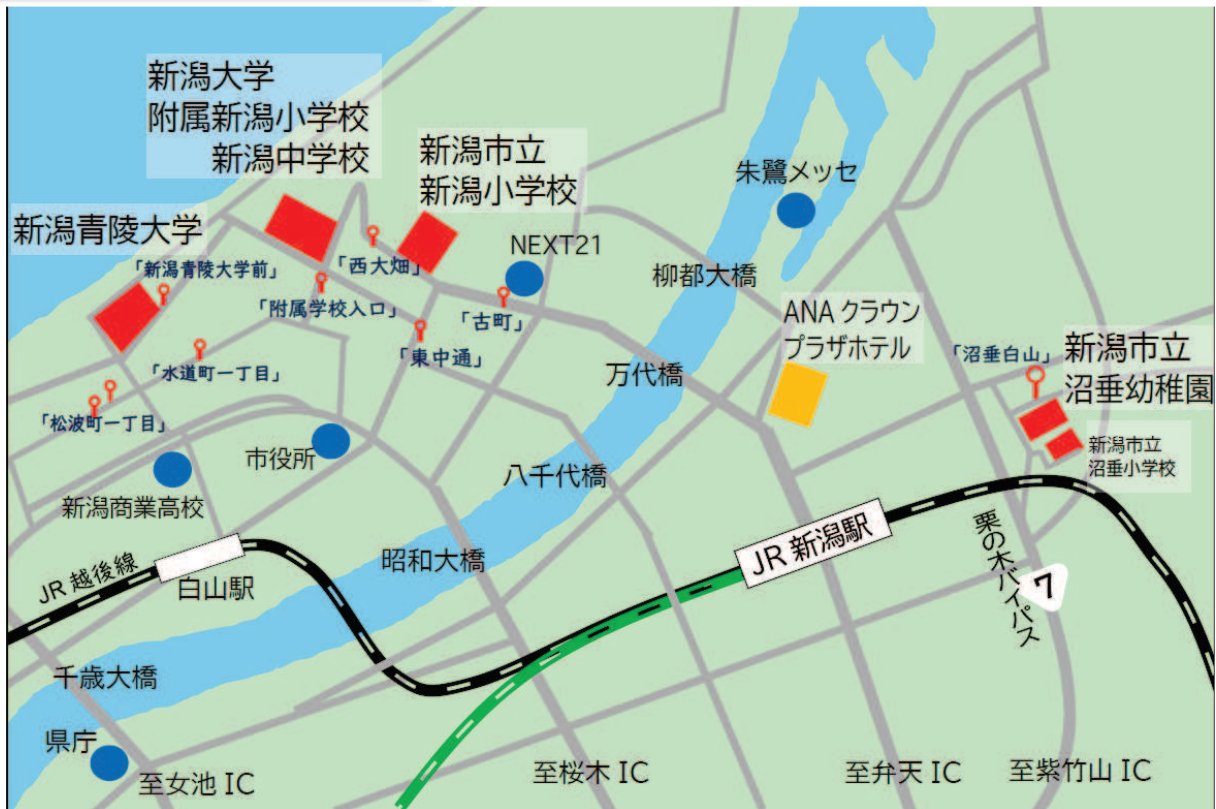 新潟大学
附属新潟小学校
新潟中学校
新潟市立
新潟小学校
朱鷺メッセ
新潟青陵大学
NEXT21
「新潟青陵大学前」
「西大畑」
柳都大橋
「附属学校入口」
「古町」
ANAクラウン
プラザホテル
「東中通」
「沼垂白山」
新潟市立
沼垂幼稚園
「水道町一丁目」
万代橋
「松波町一丁目」
市役所
新潟市立
沼垂小学校
八千代橋
新潟商業高校
JR 新潟駅
栗の木バイパス
7
JR 越後線
昭和大橋
白山駅
千歳大橋
県庁
至女池 IC
至桜木 IC
至弁天 IC
至紫竹山 IC